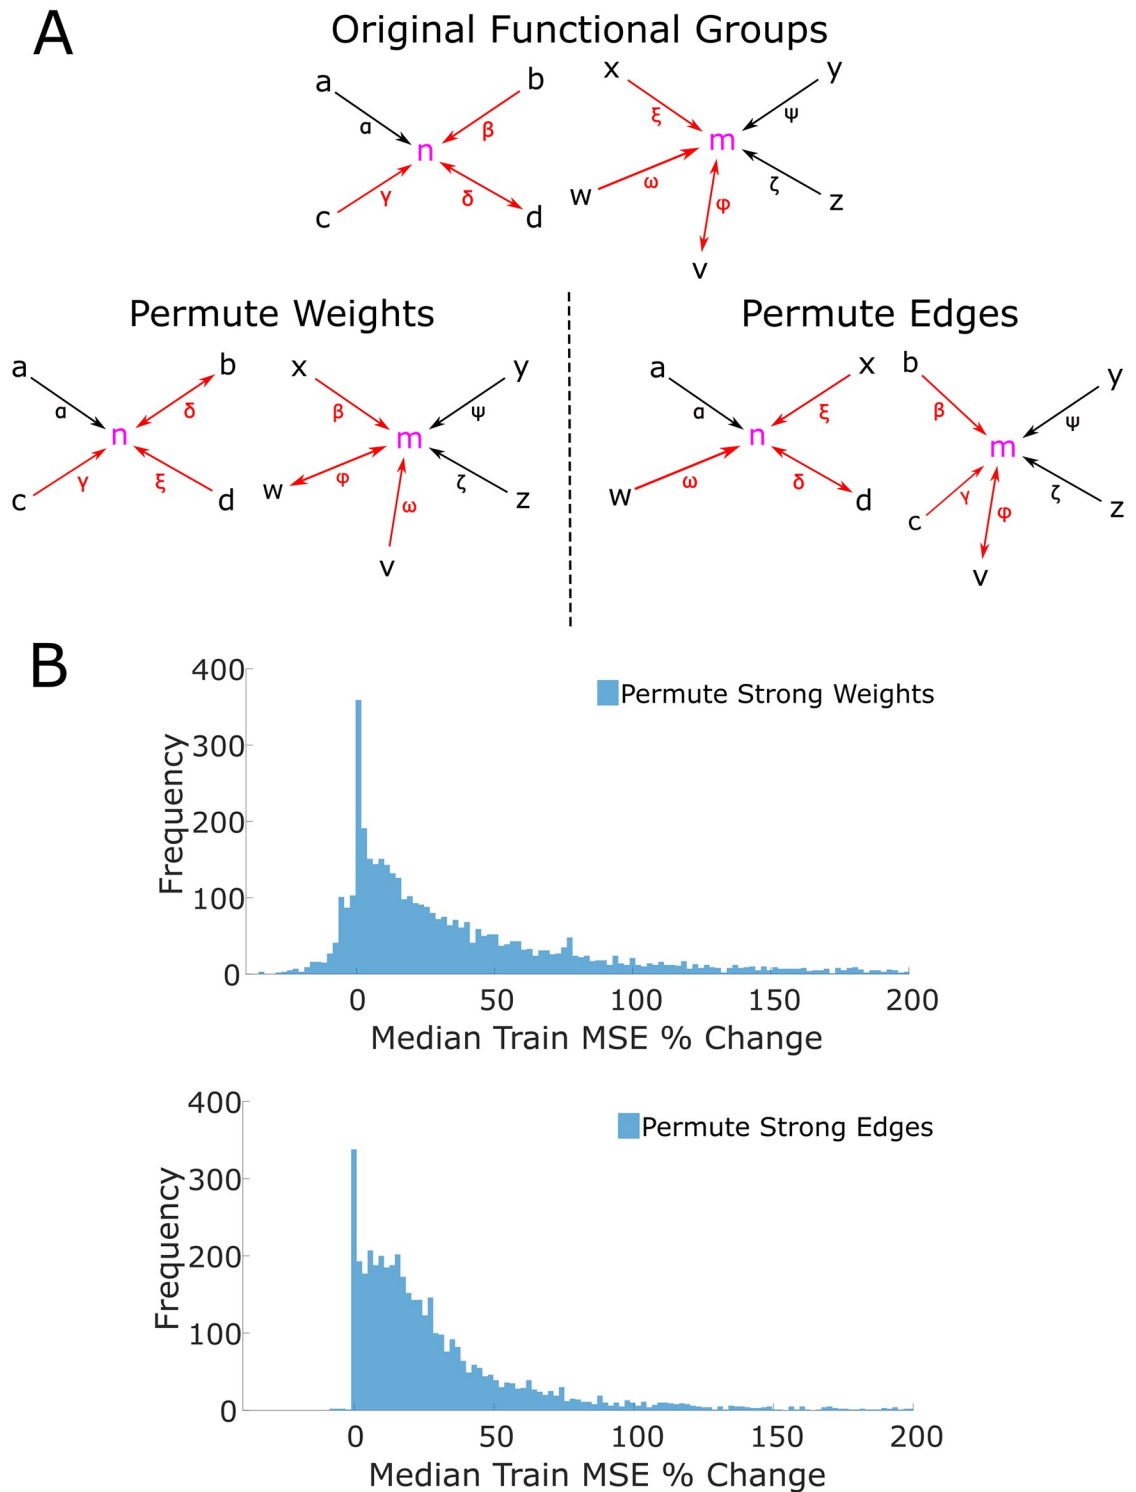 A
Original Functional Groups
a
b
x
y
α
β
ξ
ψ
n
m
γ
δ
ω
φ
ζ
c
d
w
z
v
Permute Weights
Permute Edges
a
b
x
y
α
δ
β
ψ
n
m
γ
ξ
φ
ω
ζ
c
d
w
z
v
a
x
b
y
α
ξ
β
ψ
n
m
ω
δ
γ
φ
ζ
w
d
c
z
v
B
400
300
200
100
0
Frequency
Permute Strong Weights
0 50 100 150 200
Median Train MSE % Change
400
300
200
100
0
Frequency
Permute Strong Edges
0 50 100 150 200
Median Train MSE % Change